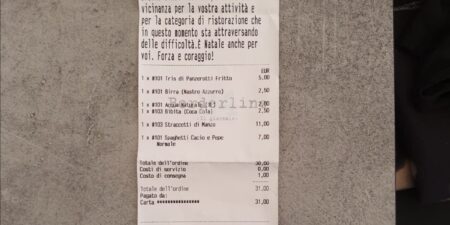 vicinanza per la vostra attività e
per la categoria di ristorazione che
in questo momento sta attraversando
delle difficoltà.È Natale anche per
voi. Forza e coraggio!
EUR
1 x #101 Tris di Panzerotti Fritto 5,00
1 x #101 Birra (Nastro Azzurro) 2,50
1 x #101 Acqua Naturale 2,00
1 x #103 Bibita (Coca Cola) 2,50
1 x #103 Straccetti di Manzo 11,00
1 x #101 Spaghetti Cacio e Pepe 7,00
Normale
Borderline
Totale dell'ordine 30,00
Costi di servizio 0,00
Costo di consegna 1,00
Totale dell'ordine 31,00
Pagato da:
Carta **************** 31,00